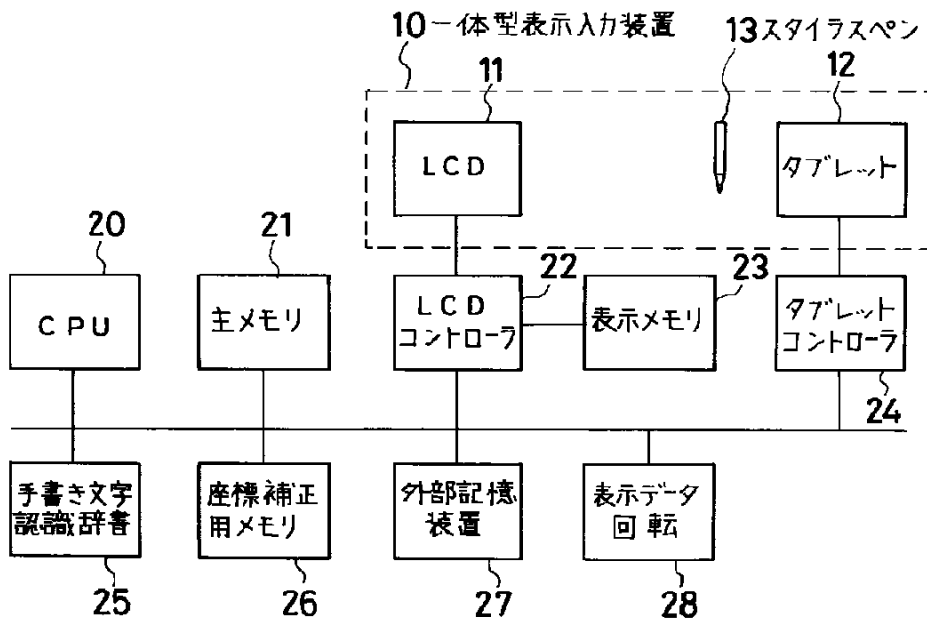 10 一体型表示入力装置
13 スタイラスペン
11
12
LCD
タブレット
20
21
22
23
CPU
主メモリ
LCD
コントローラ
表示メモリ
タブレット
コントローラ
24
手書き文字
認識辞書
座標補正
用メモリ
外部記憶
装置
表示データ
回転
25
26
27
28